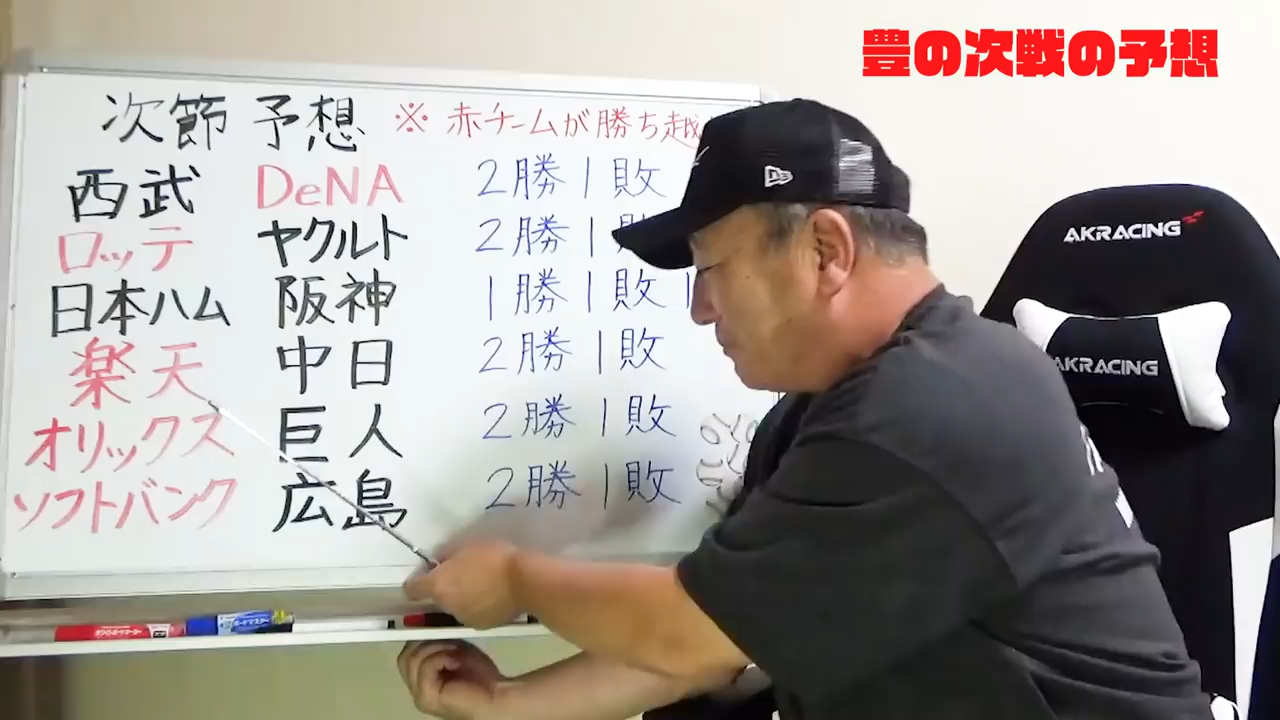 豊の次戦の予想
次節 予想 ※ 赤チームが勝ち越
西武 DeNA 2勝1敗
ロッテ ヤクルト 2勝1敗
日本ハム 阪神 1勝1敗1
楽天 中日 2勝1敗
オリックス 巨人 2勝1敗
ソフトバンク 広島 2勝1敗
AKRACING
AKRACING